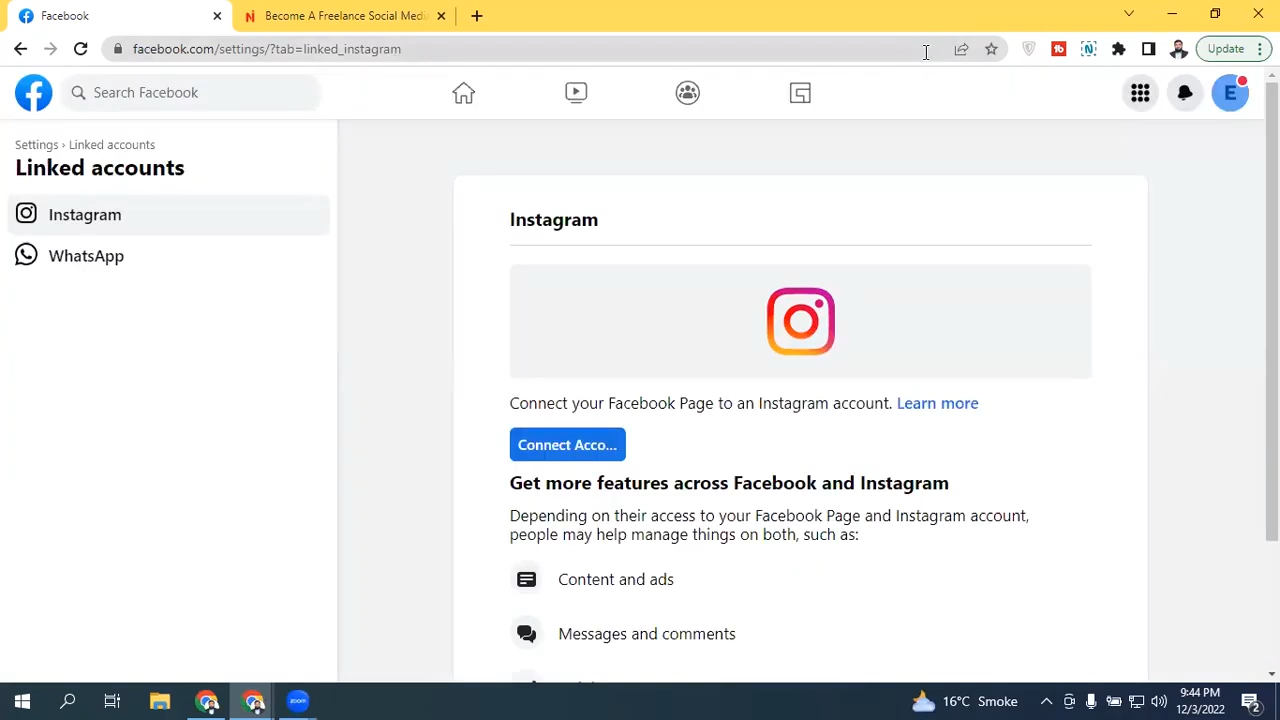 Facebook
Become A Freelance Social Medi
facebook.com/settings/?tab=linked_instagram
Update
Search Facebook
E
Settings › Linked accounts
Linked accounts
Instagram
WhatsApp
Instagram
Connect your Facebook Page to an Instagram account. Learn more
Connect Acco...
Get more features across Facebook and Instagram
Depending on their access to your Facebook Page and Instagram account,
people may help manage things on both, such as:
Content and ads
Messages and comments
zoom
16°C Smoke
9:44 PM
12/3/2022
2